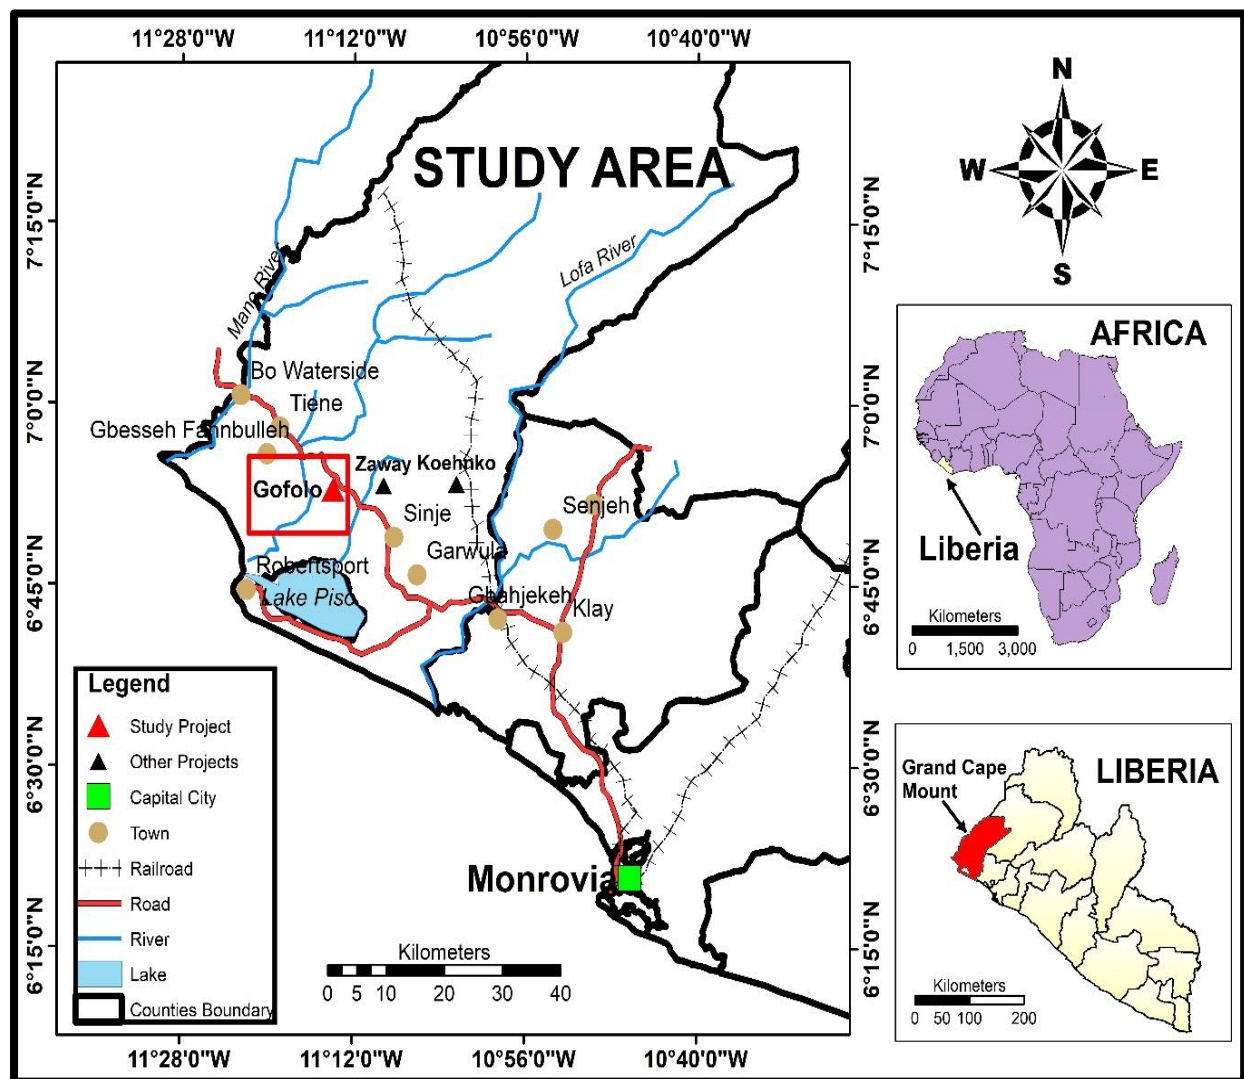 11°28'0"W 11°12'0"W 10°56'0"W 10°40'0"W
STUDY AREA
7°15'0"N
7°0'0"N
6°45'0"N
6°30'0"N
6°15'0"N
Mano River
Lofa River
Bo Waterside
Tiene
Gbesseh Fahnbulleh
Zaway Koehnko
Gofolo
Sinje
Senjeh
Garwula
Robertsport
Lake Piso
Gbahjekeh
Klay
Monrovia
Legend
Study Project
Other Projects
Capital City
Town
Railroad
Road
River
Lake
Counties Boundary
Kilometers
0 5 10 20 30 40
7°15'0"N
7°0'0"N
6°45'0"N
6°30'0"N
6°15'0"N
11°28'0"W 11°12'0"W 10°56'0"W 10°40'0"W
N
W E
S
AFRICA
Liberia
Kilometers
0 1,500 3,000
Grand Cape
Mount
LIBERIA
Kilometers
0 50 100 200